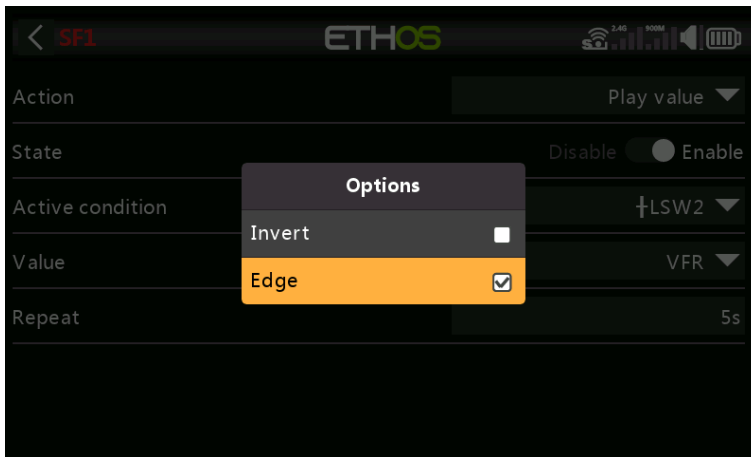 SF1 ETHOS 2.4G 900M
Action Play value
State Disable Enable
Options
Active condition LSW2
Invert
Value VFR
Edge
Repeat 5s